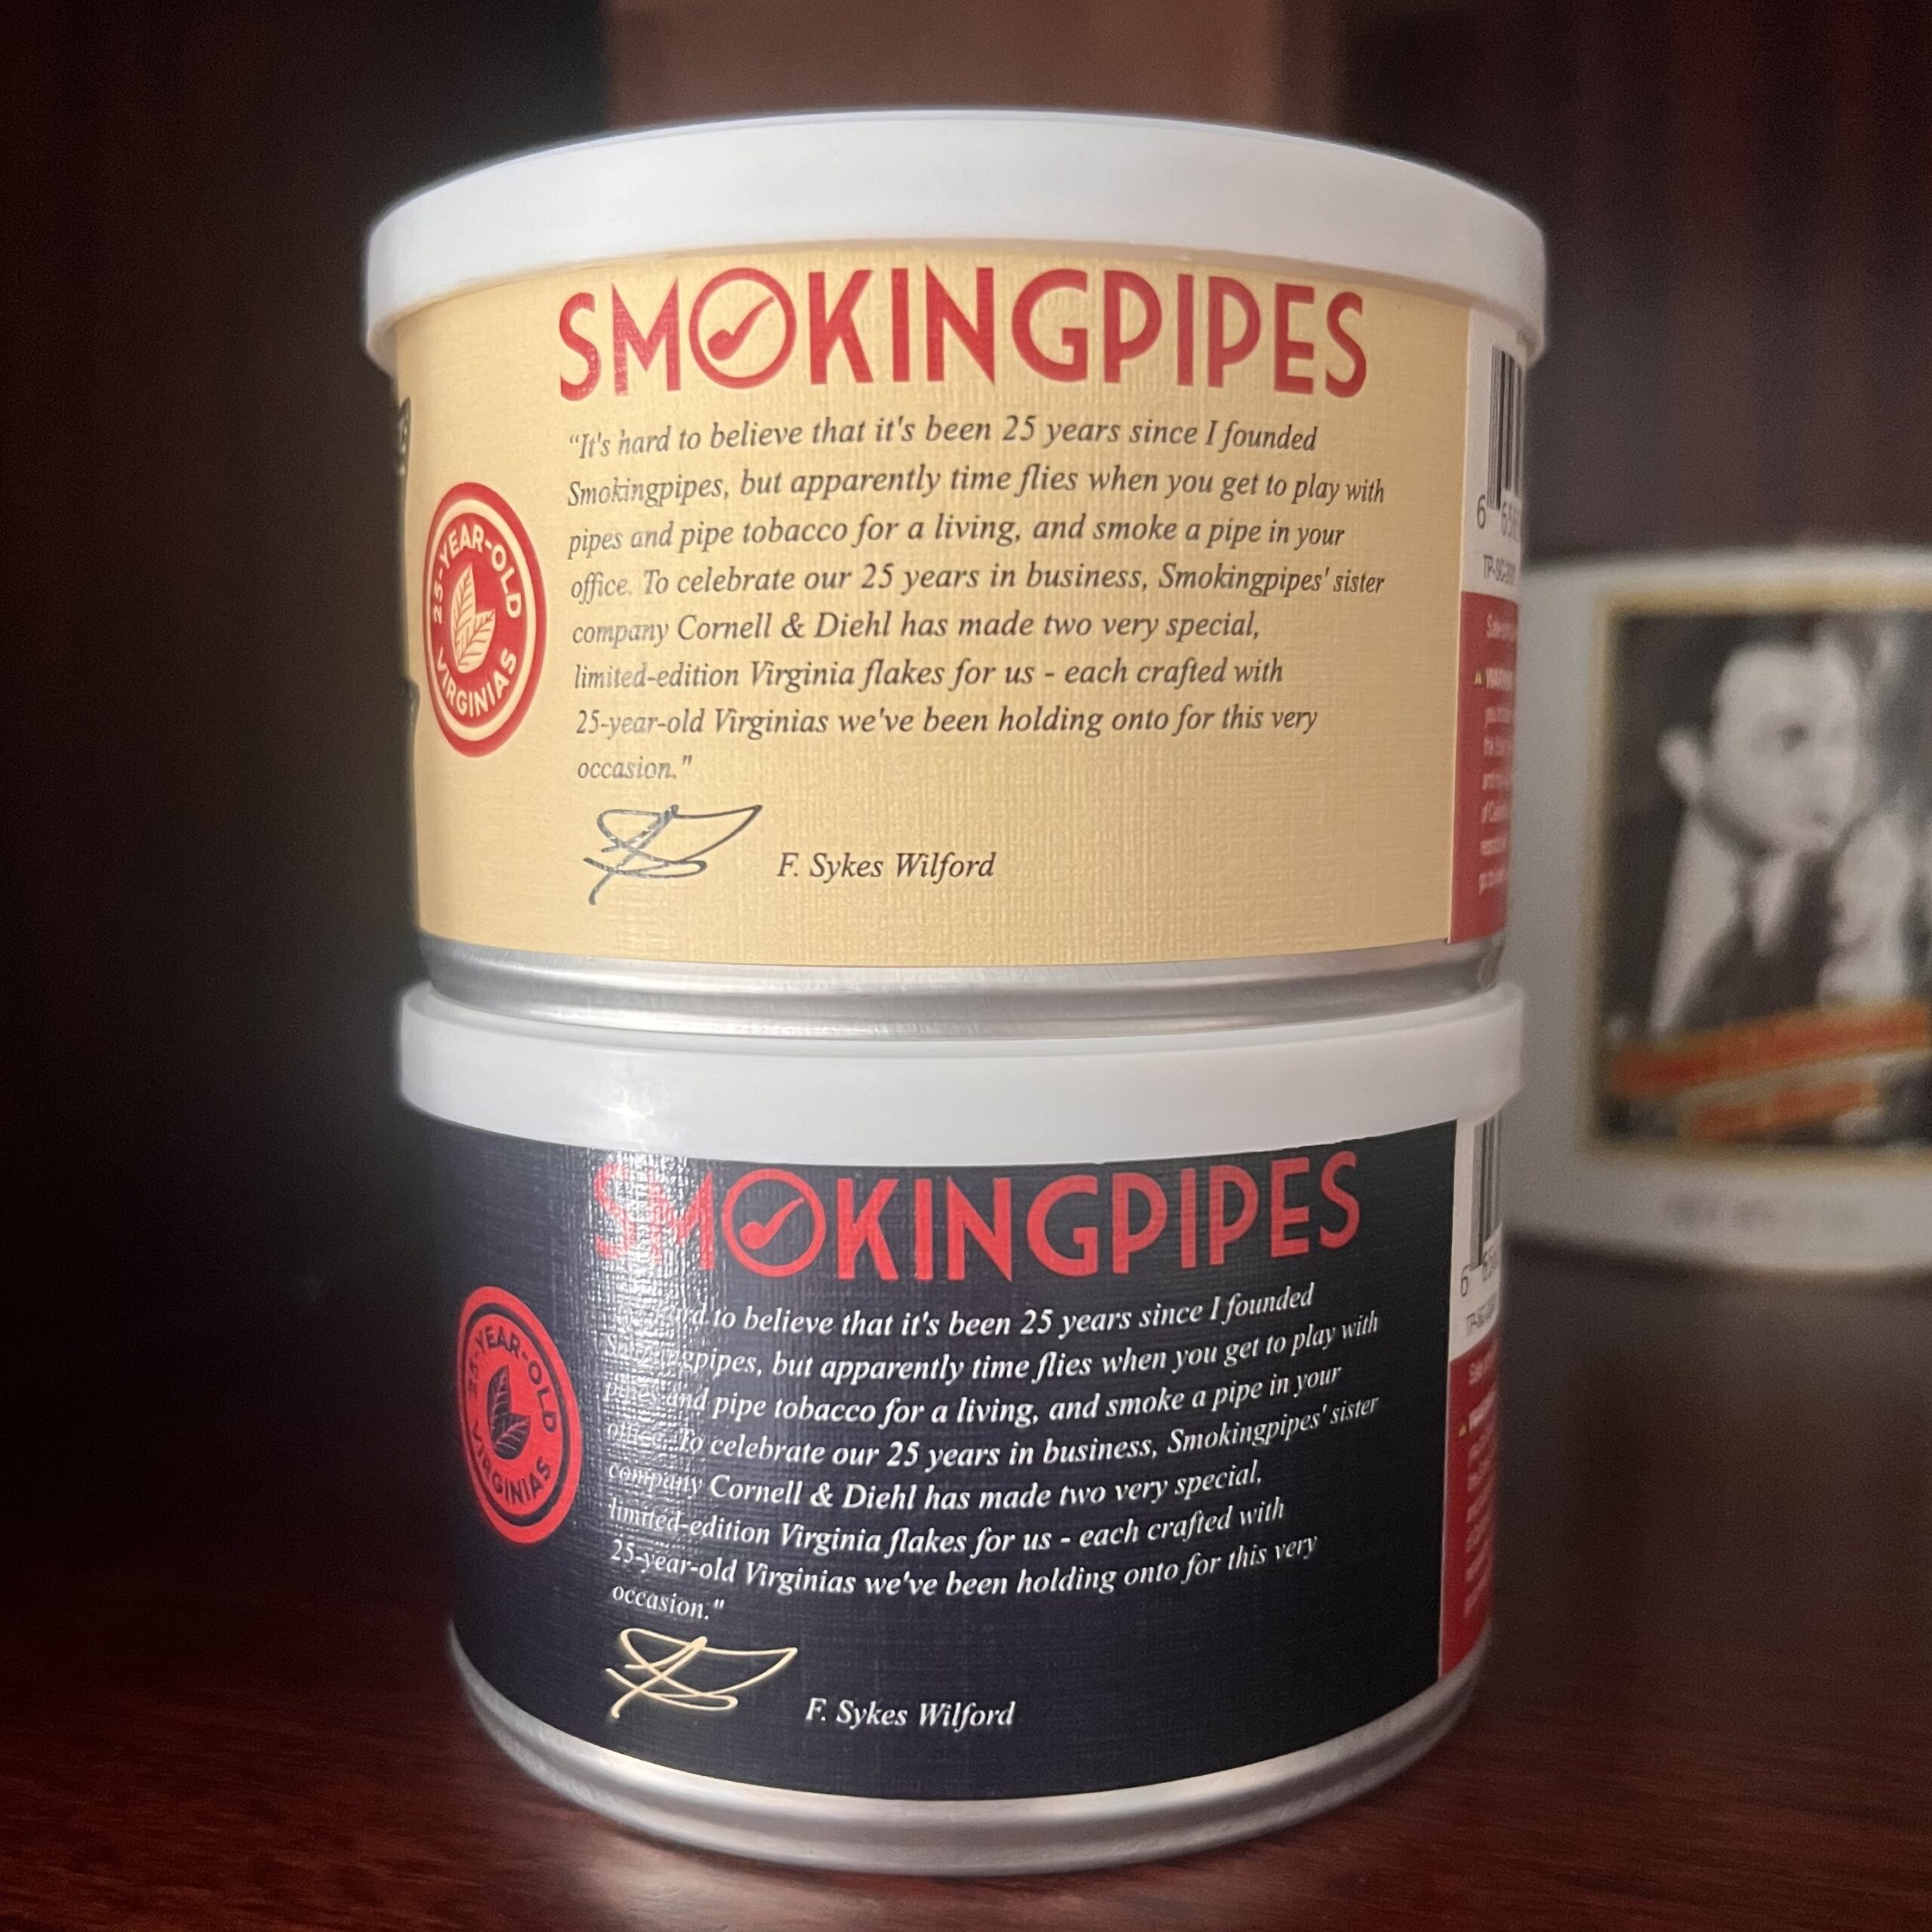 SMOKINGPIPES
“It's hard to believe that it's been 25 years since I founded
Smokingpipes, but apparently time flies when you get to play with
pipes and pipe tobacco for a living, and smoke a pipe in your
office. To celebrate our 25 years in business, Smokingpipes' sister
company Cornell & Diehl has made two very special,
limited-edition Virginia flakes for us - each crafted with
25-year-old Virginias we've been holding onto for this very
occasion."
F. Sykes Wilford
25-YEAR-OLD
VIRGINIAS
6
SMOKINGPIPES
to believe that it's been 25 years since I founded
Smokingpipes, but apparently time flies when you get to play with
pipes and pipe tobacco for a living, and smoke a pipe in your
office. To celebrate our 25 years in business, Smokingpipes' sister
company Cornell & Diehl has made two very special,
limited-edition Virginia flakes for us - each crafted with
25-year-old Virginias we've been holding onto for this very
occasion."
F. Sykes Wilford
25-YEAR-OLD
VIRGINIAS
6